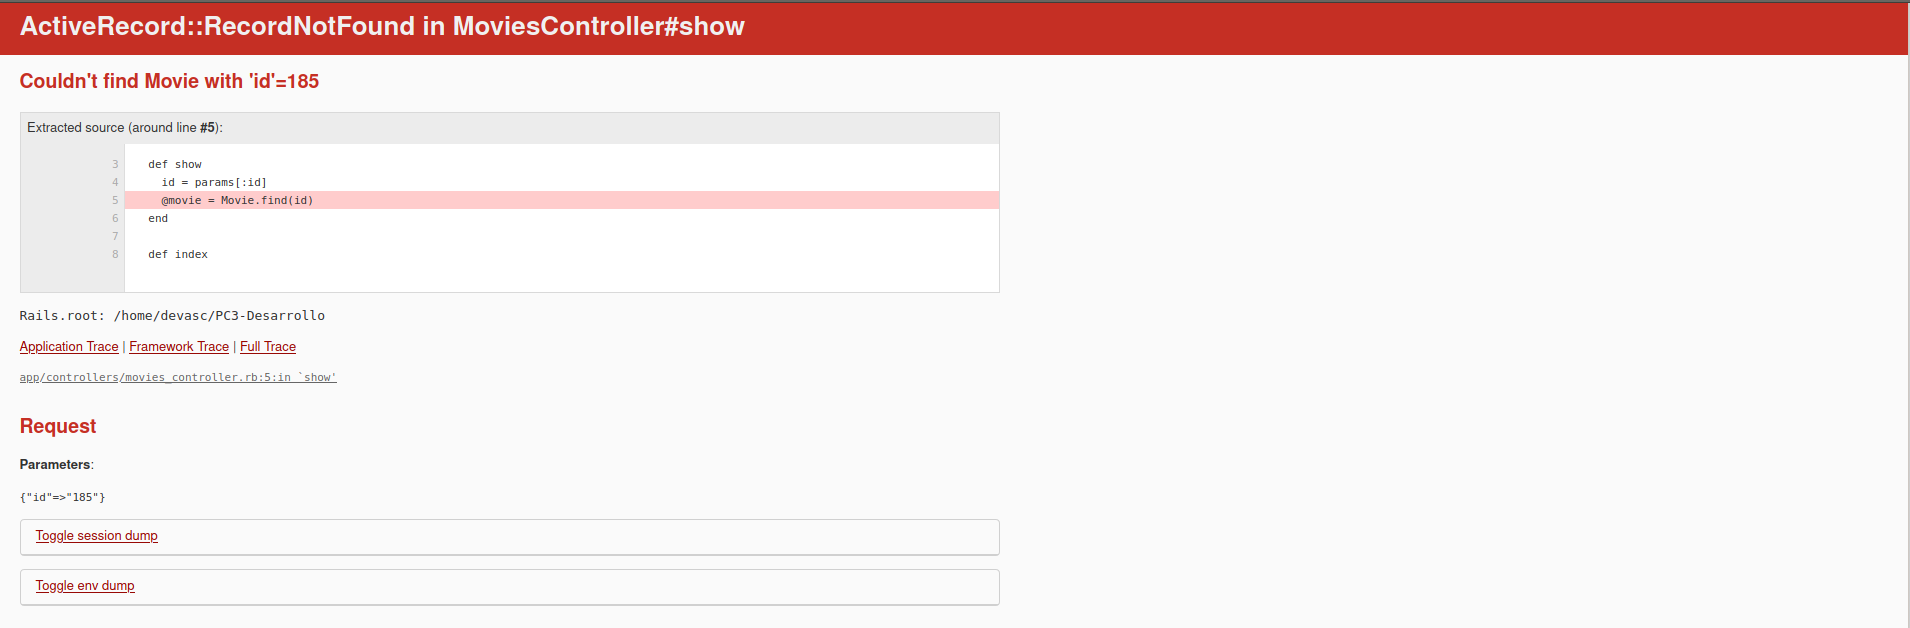 ActiveRecord::RecordNotFound in MoviesController#show
Couldn't find Movie with 'id'=185
Extracted source (around line #5):
3 def show
4 id = params[:id]
5 @movie = Movie.find(id)
6 end
7
8 def index
Rails.root: /home/devasc/PC3-Desarrollo
Application Trace | Framework Trace | Full Trace
app/controllers/movies_controller.rb:5:in `show'
Request
Parameters:
{"id"=>"185"}
Toggle session dump
Toggle env dump